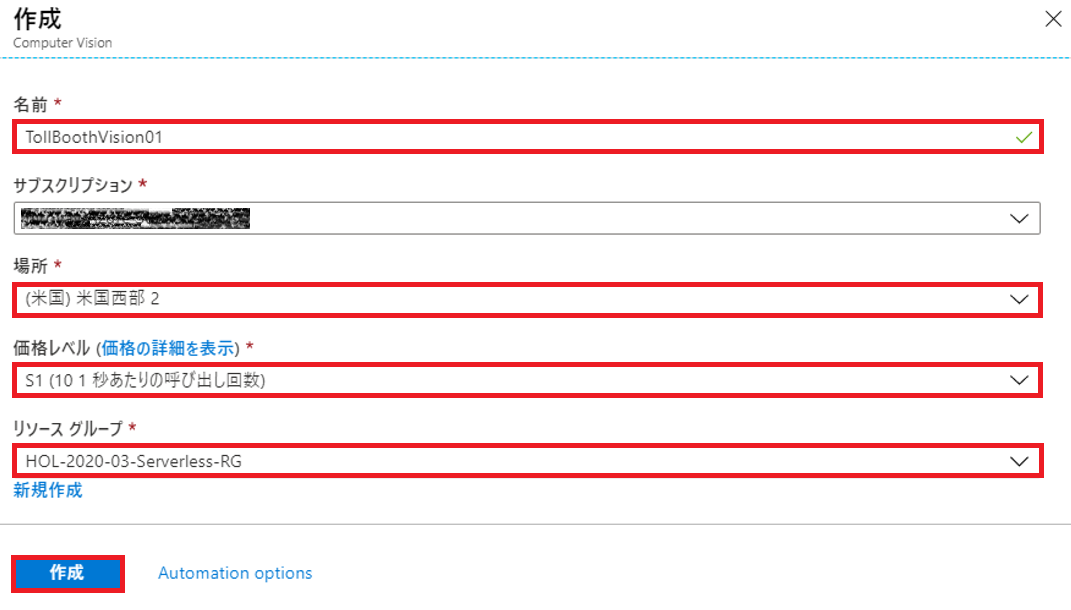 作成
Computer Vision
名前 *
TollBoothVision01
サブスクリプション *
場所 *
(米国) 米国西部 2
価格レベル (価格の詳細を表示) *
S1 (10 1 秒あたりの呼び出し回数)
リソース グループ *
HOL-2020-03-Serverless-RG
新規作成
作成 Automation options